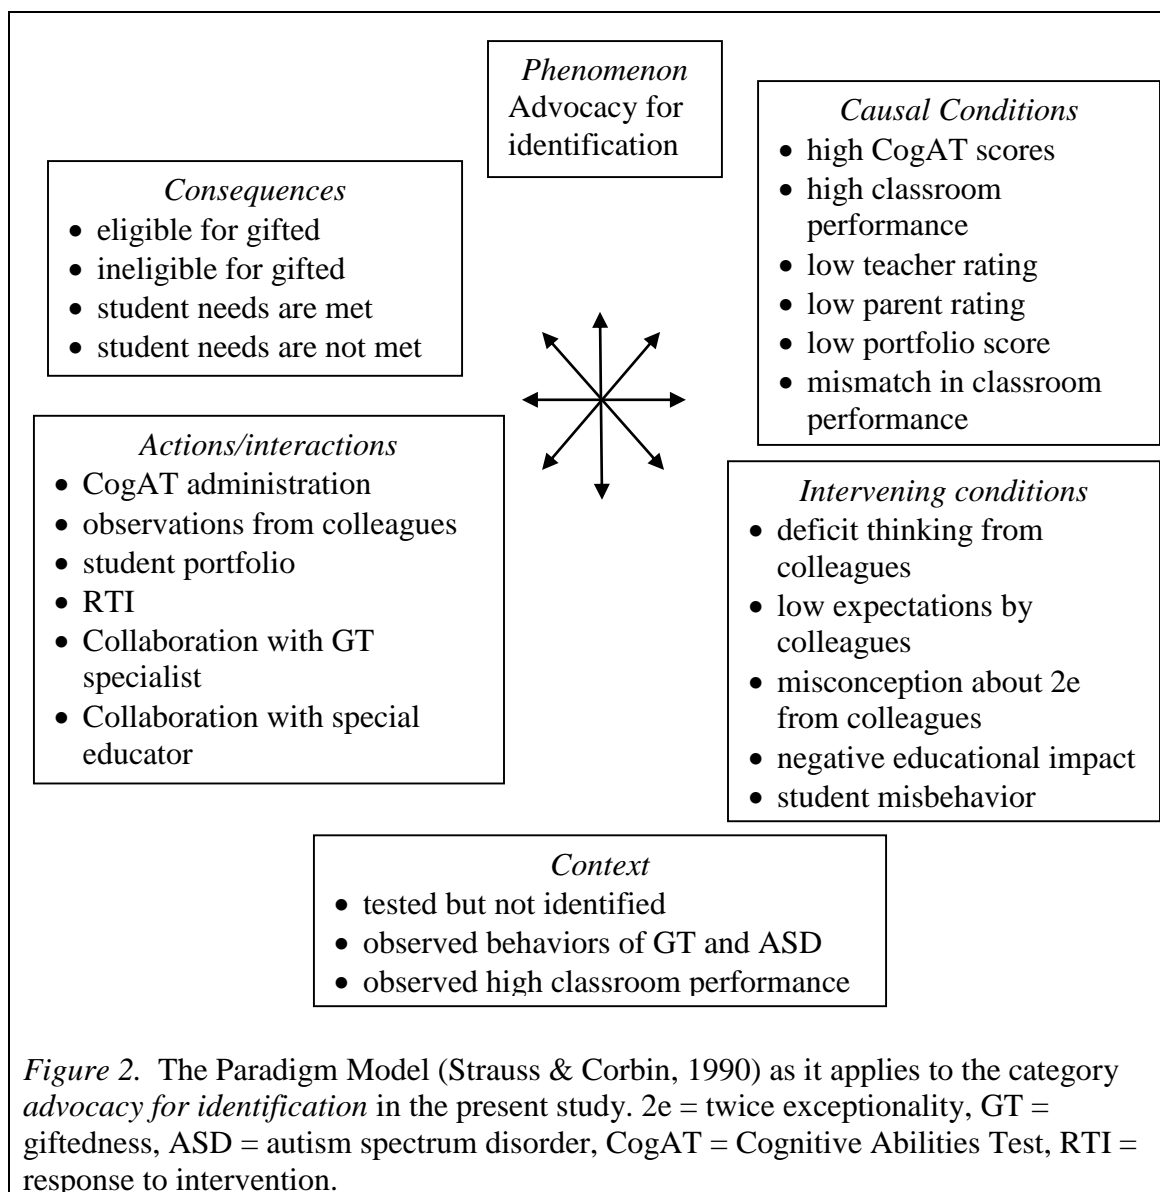 Phenomenon
Advocacy for
identification
Causal Conditions
• high CogAT scores
• high classroom
performance
• low teacher rating
• low parent rating
• low portfolio score
• mismatch in classroom
performance
Consequences
• eligible for gifted
• ineligible for gifted
• student needs are met
• student needs are not met
Actions/interactions
• CogAT administration
• observations from colleagues
• student portfolio
• RTI
• Collaboration with GT
specialist
• Collaboration with special
educator
Intervening conditions
• deficit thinking from
colleagues
• low expectations by
colleagues
• misconception about 2e
from colleagues
• negative educational impact
• student misbehavior
Context
• tested but not identified
• observed behaviors of GT and ASD
• observed high classroom performance
Figure 2. The Paradigm Model (Strauss & Corbin, 1990) as it applies to the category
advocacy for identification in the present study. 2e = twice exceptionality, GT =
giftedness, ASD = autism spectrum disorder, CogAT = Cognitive Abilities Test, RTI =
response to intervention.